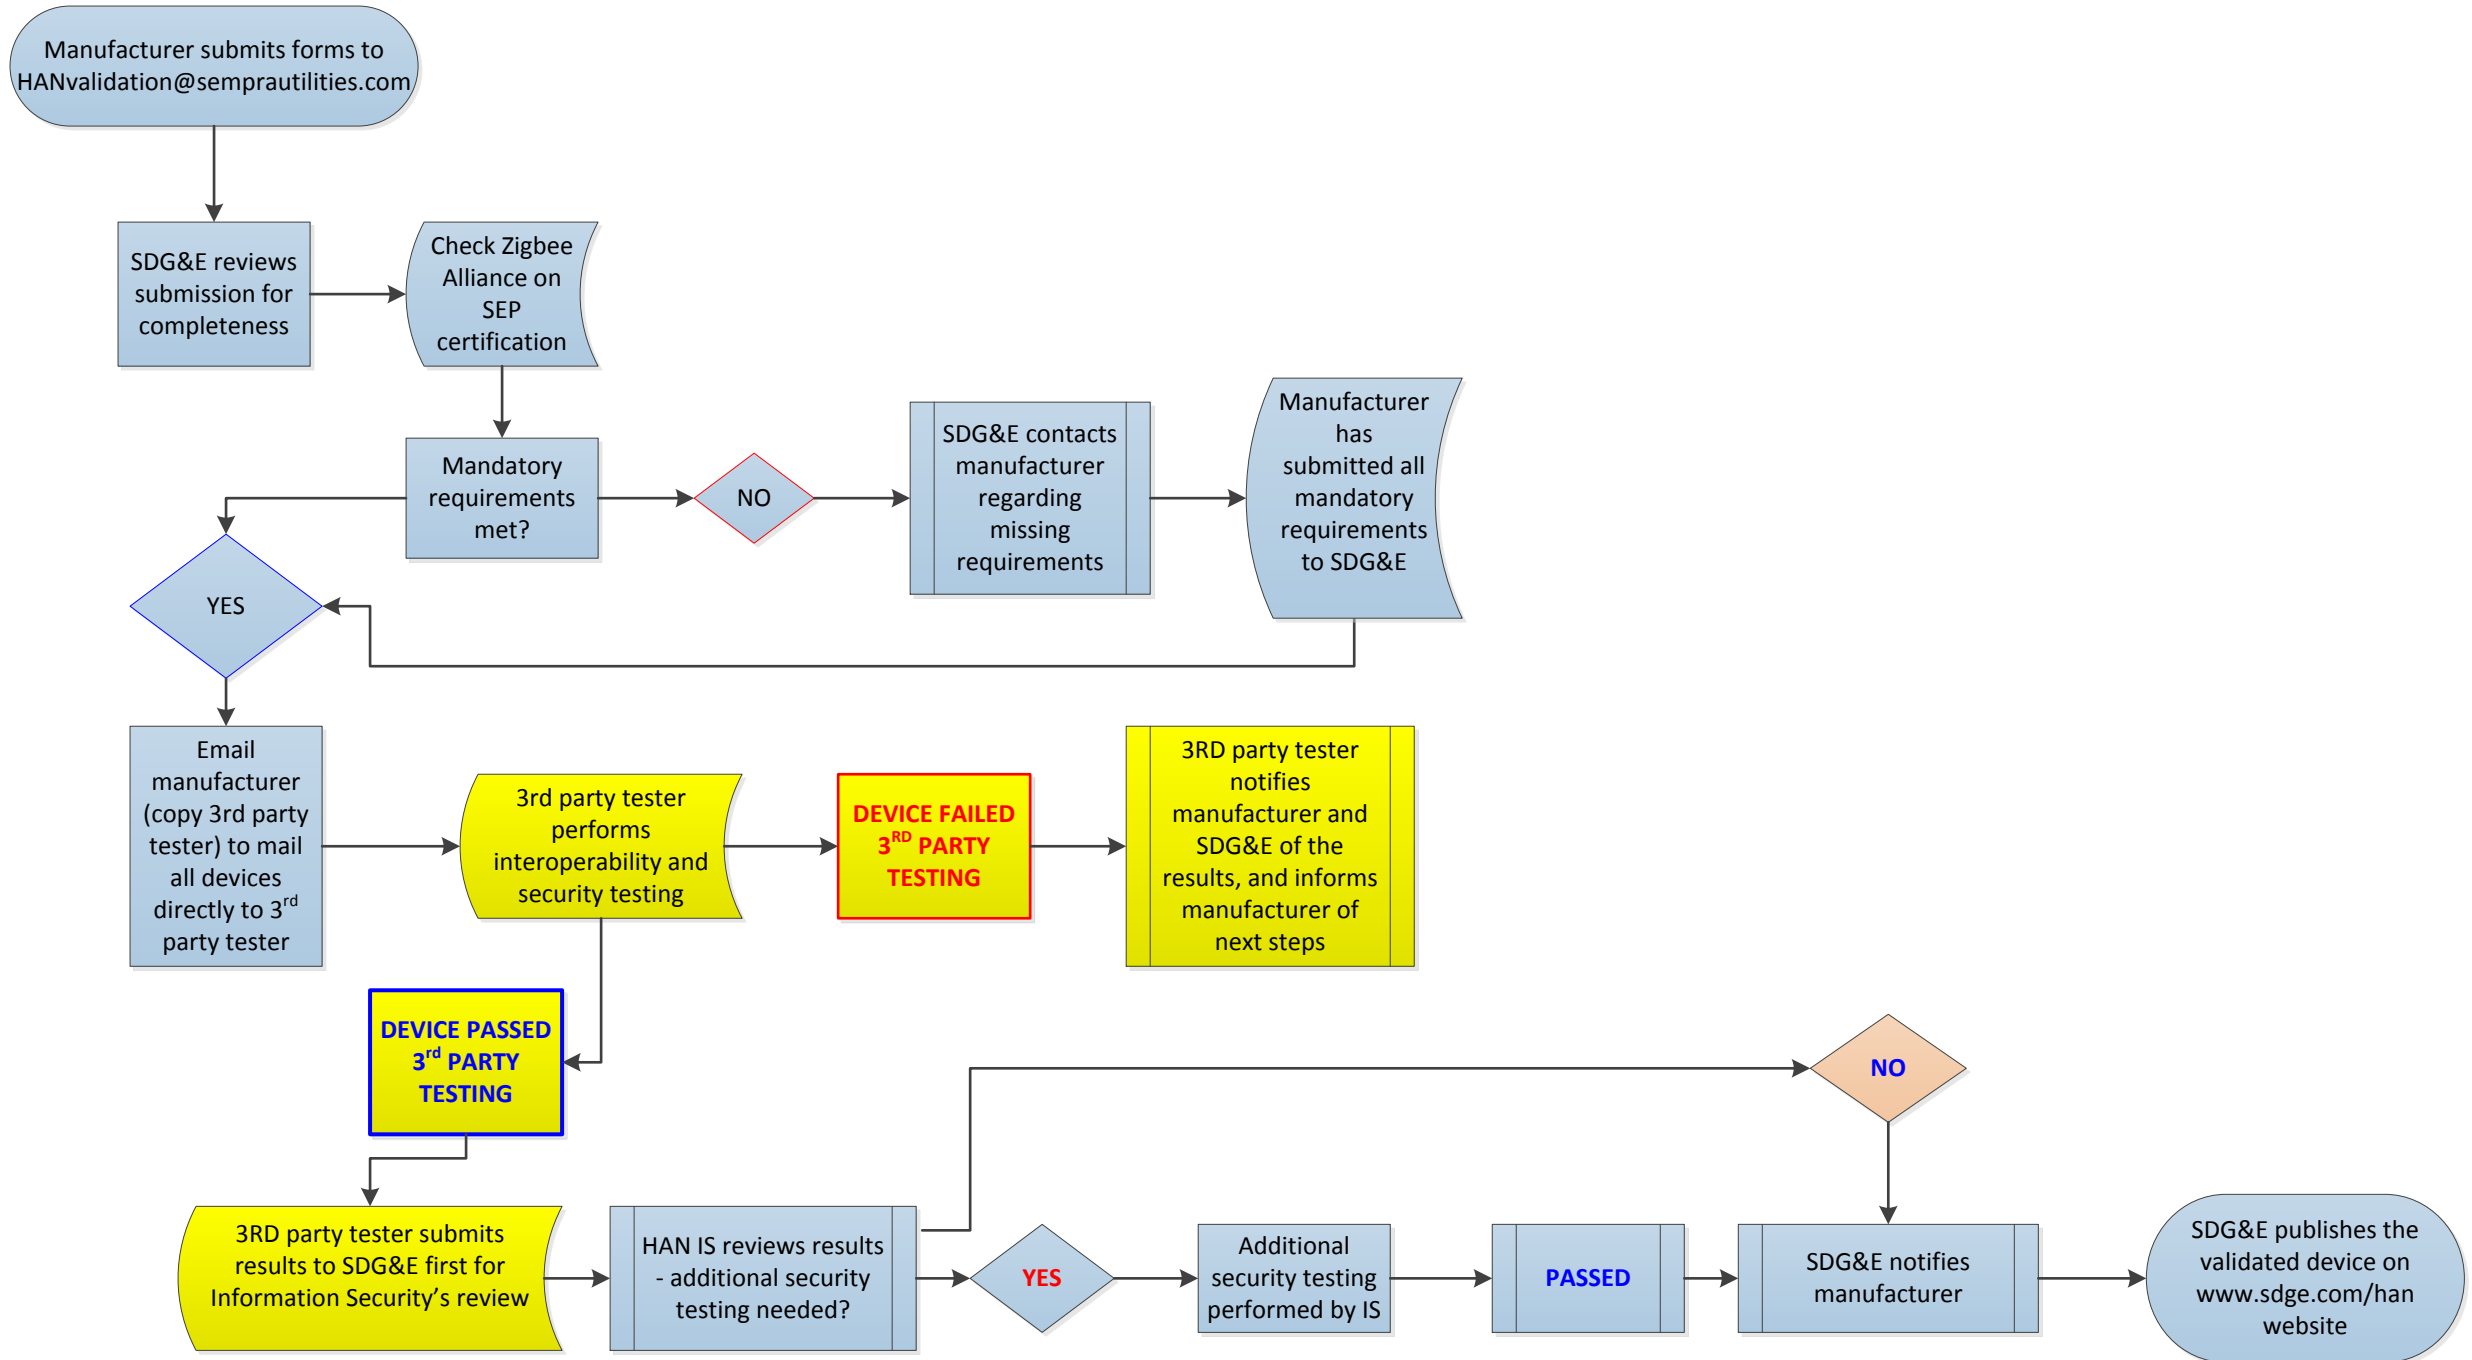 Manufacturer submits forms to
HANvalidation@semprautilities.com
SDG&E reviews
submission for
completeness
Check Zigbee
Alliance on
SEP
certification
Mandatory
requirements
met?
NO
SDG&E contacts
manufacturer
regarding
missing
requirements
Manufacturer
has
submitted all
mandatory
requirements
to SDG&E
YES
Email
manufacturer
(copy 3rd party
tester) to mail
all devices
directly to 3rd
party tester
3rd party tester
performs
interoperability and
security testing
DEVICE FAILED
3RD PARTY
TESTING
3RD party tester
notifies
manufacturer and
SDG&E of the
results, and informs
manufacturer of
next steps
DEVICE PASSED
3rd PARTY
TESTING
NO
3RD party tester submits
results to SDG&E first for
Information Security’s review
HAN IS reviews results
- additional security
testing needed?
YES
Additional
security testing
performed by IS
PASSED
SDG&E notifies
manufacturer
SDG&E publishes the
validated device on
www.sdge.com/han
website